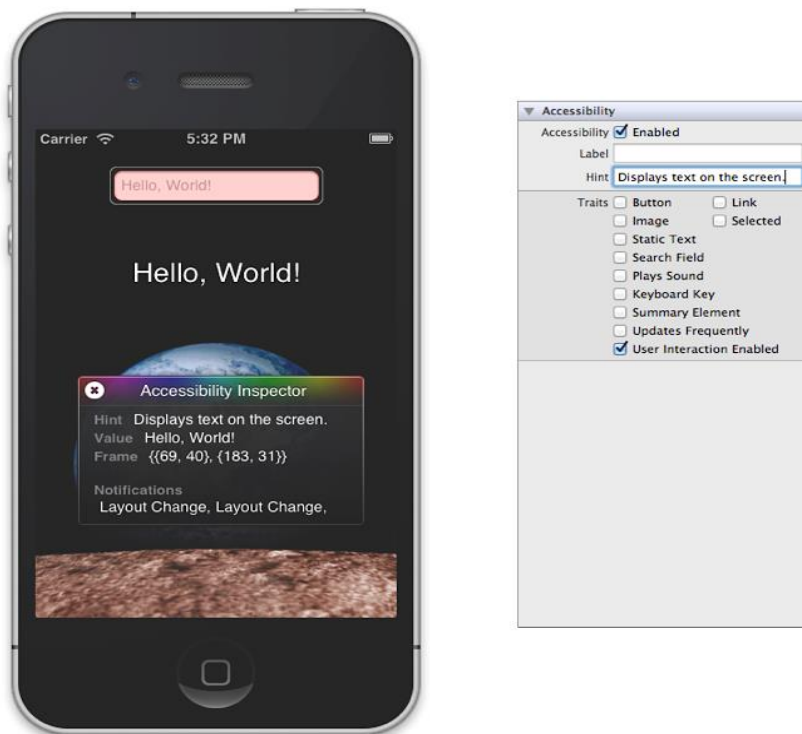 Carrier 5:32 PM
Hello, World!
Hello, World!
Accessibility Inspector
Hint Displays text on the screen.
Value Hello, World!
Frame {{69, 40}, {183, 31}}
Notifications
Layout Change, Layout Change,
Accessibility
Accessibility Enabled
Label
Hint Displays text on the screen.
Traits Button Link
Image Selected
Static Text
Search Field
Plays Sound
Keyboard Key
Summary Element
Updates Frequently
User Interaction Enabled